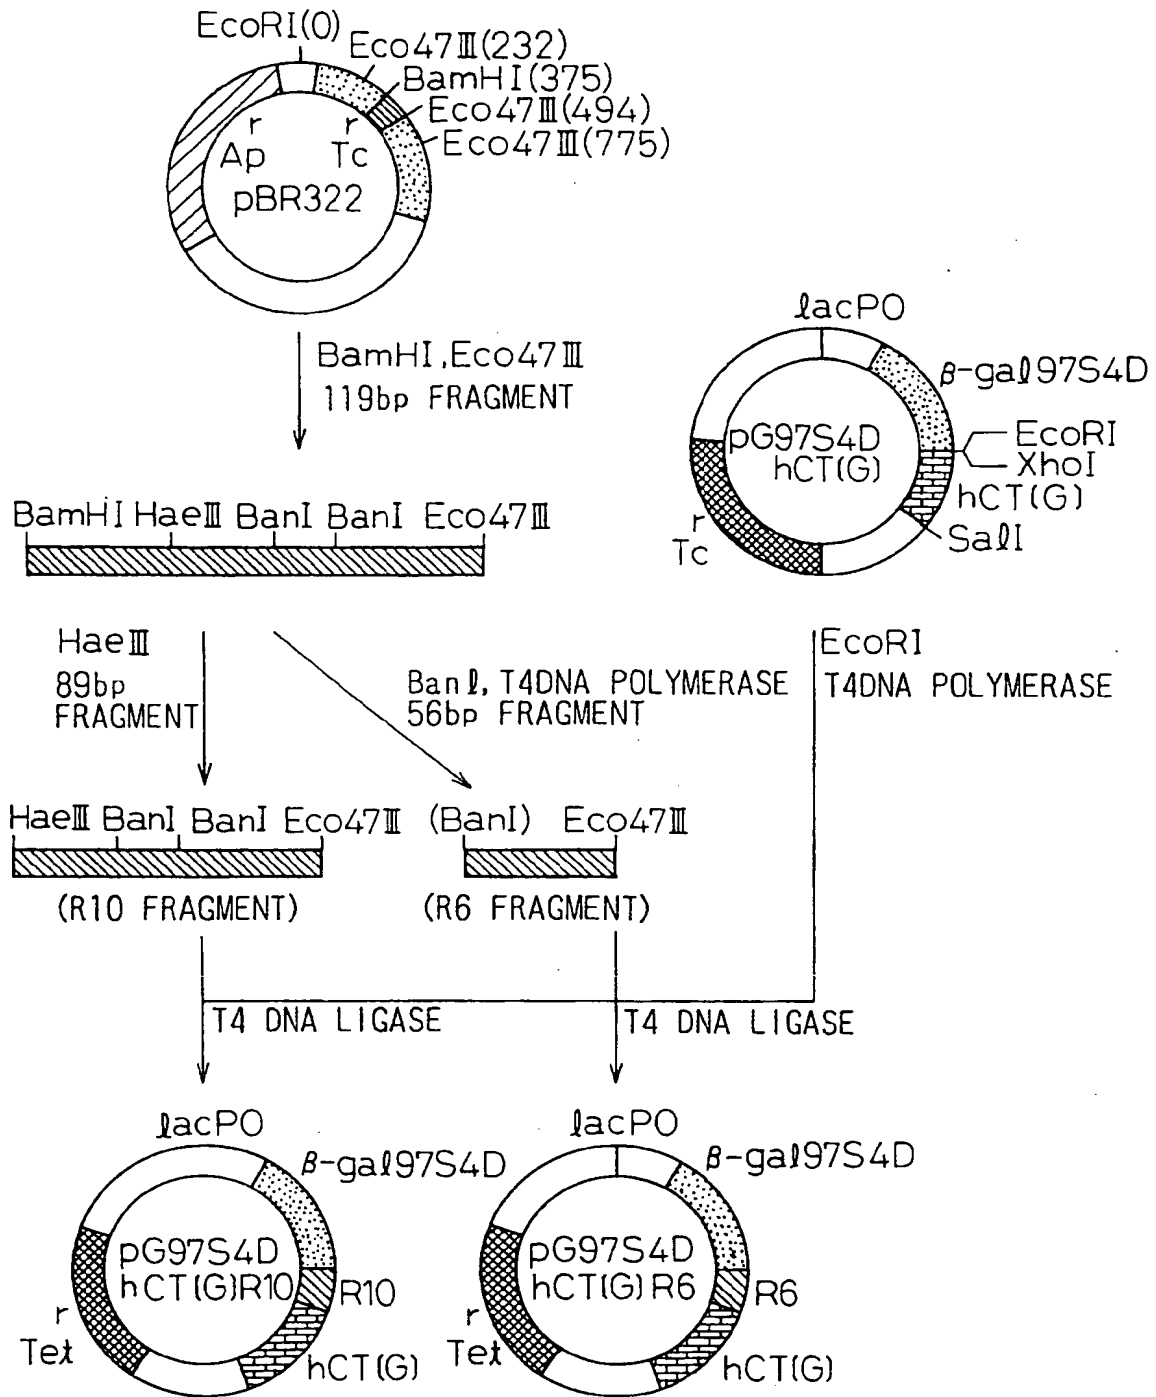 EcoRI(0)
Eco47Ⅲ(232)
BamHI(375)
Eco47Ⅲ(494)
Eco47Ⅲ(775)
r r
Ap Tc
pBR322
BamHI,Eco47Ⅲ
119bp FRAGMENT
lacPO
β-gal97S4D
pG97S4D
hCT(G)
EcoRI
XhoI
hCT(G)
SalI
r
Tc
BamHI HaeⅢ BanI BanI Eco47Ⅲ
HaeⅢ
89bp
FRAGMENT
Banl, T4DNA POLYMERASE
56bp FRAGMENT
EcoRI
T4DNA POLYMERASE
HaeⅢ BanI BanI Eco47Ⅲ
(BanI) Eco47Ⅲ
(R10 FRAGMENT)
(R6 FRAGMENT)
T4 DNA LIGASE
T4 DNA LIGASE
lacPO
β-gal97S4D
pG97S4D
hCT(G)R10
R10
r
Tet
hCT(G)
lacPO
β-gal97S4D
pG97S4D
hCT(G)R6
R6
r
Tet
hCT(G)